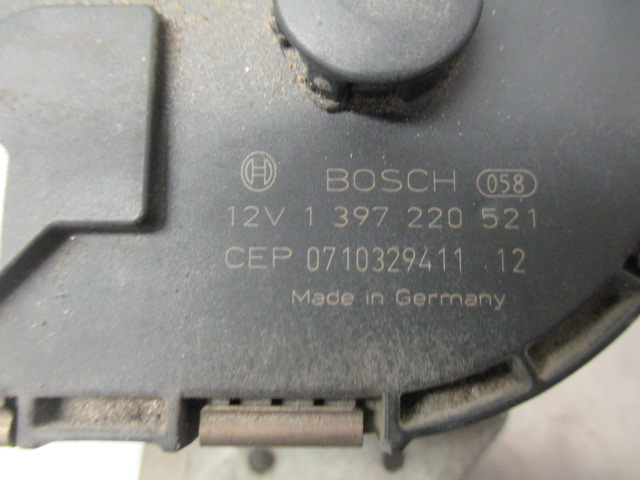 BOSCH 058
12V 1 397 220 521
CEP 0710329411 12
Made in Germany